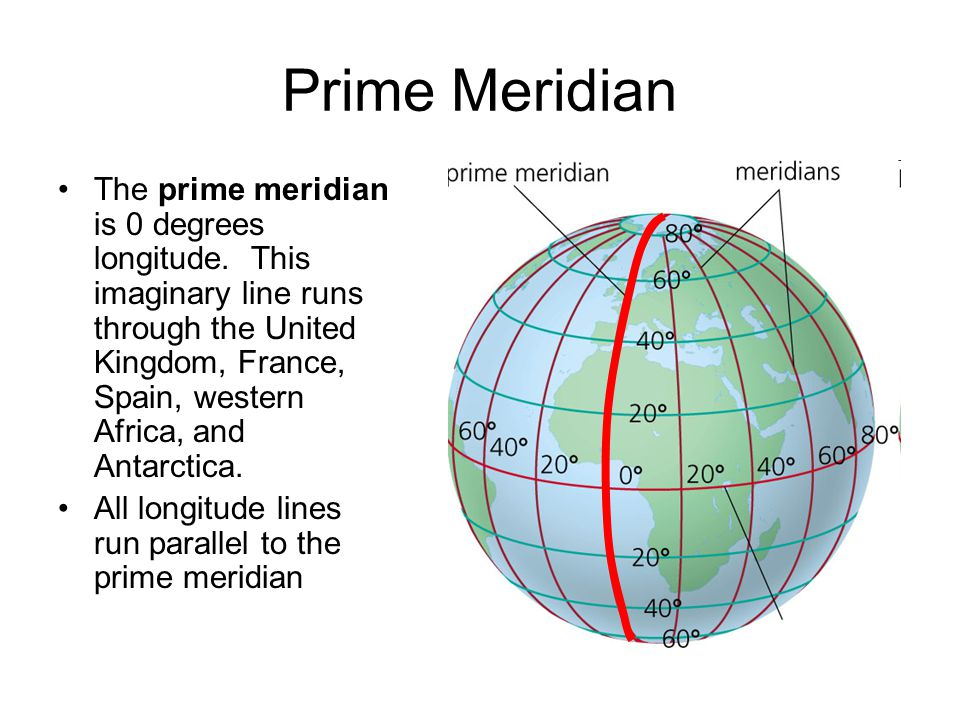 Prime Meridian
• The prime meridian
is 0 degrees
longitude. This
imaginary line runs
through the United
Kingdom, France,
Spain, western
Africa, and
Antarctica.
• All longitude lines
run parallel to the
prime meridian
prime meridian
meridians
80°
60°
40°
20°
60° 40° 20° 0° 20° 40° 60° 80°
20°
40°
60°